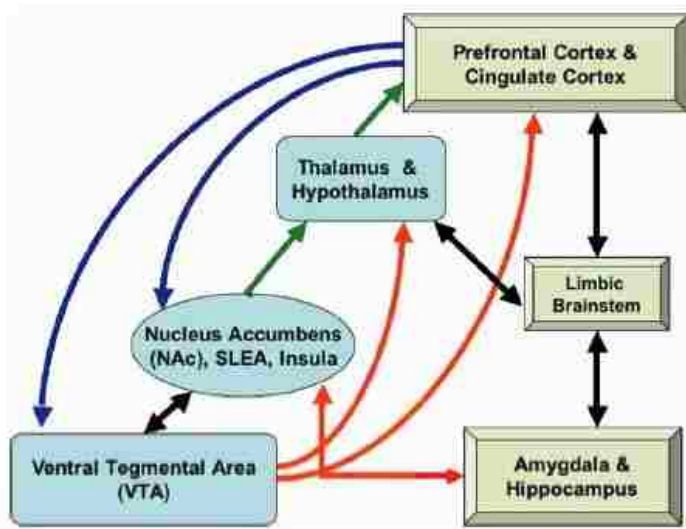 Prefrontal Cortex &
Cingulate Cortex
Thalamus &
Hypothalamus
Limbic
Brainstem
Nucleus Accumbens
(NAc), SLEA, Insula
Ventral Tegmental Area
(VTA)
Amygdala &
Hippocampus